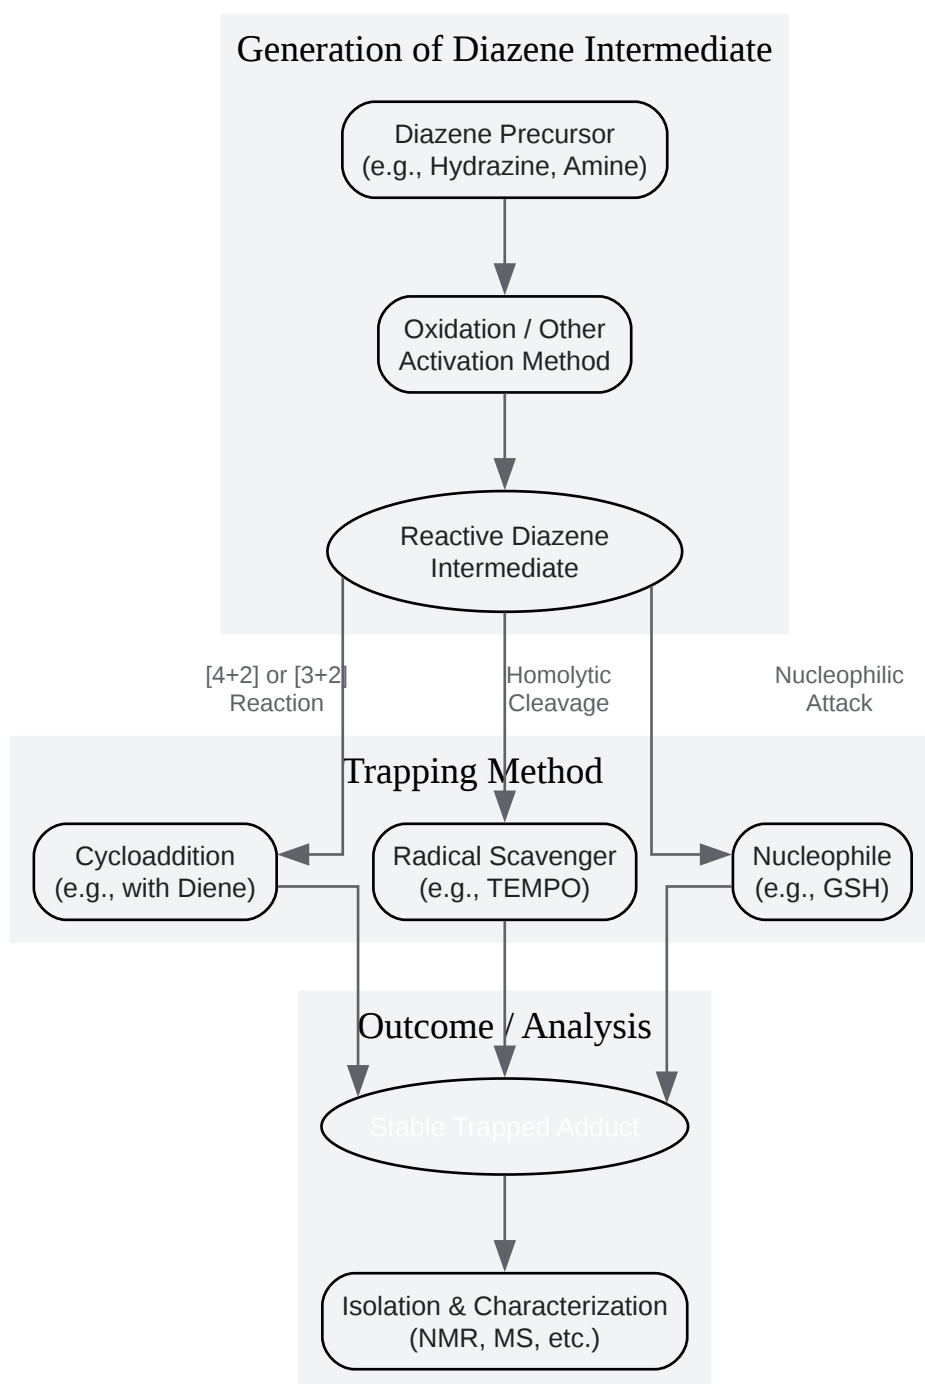 Generation of Diazene Intermediate
Diazene Precursor
(e.g., Hydrazine, Amine)
Oxidation / Other
Activation Method
Reactive Diazene
Intermediate
[4+2] or [3+2]
Reaction
Homolytic
Cleavage
Nucleophilic
Attack
Trapping Method
Cycloaddition
(e.g., with Diene)
Radical Scavenger
(e.g., TEMPO)
Nucleophile
(e.g., GSH)
Outcome / Analysis
Stable Trapped Adduct
Isolation & Characterization
(NMR, MS, etc.)